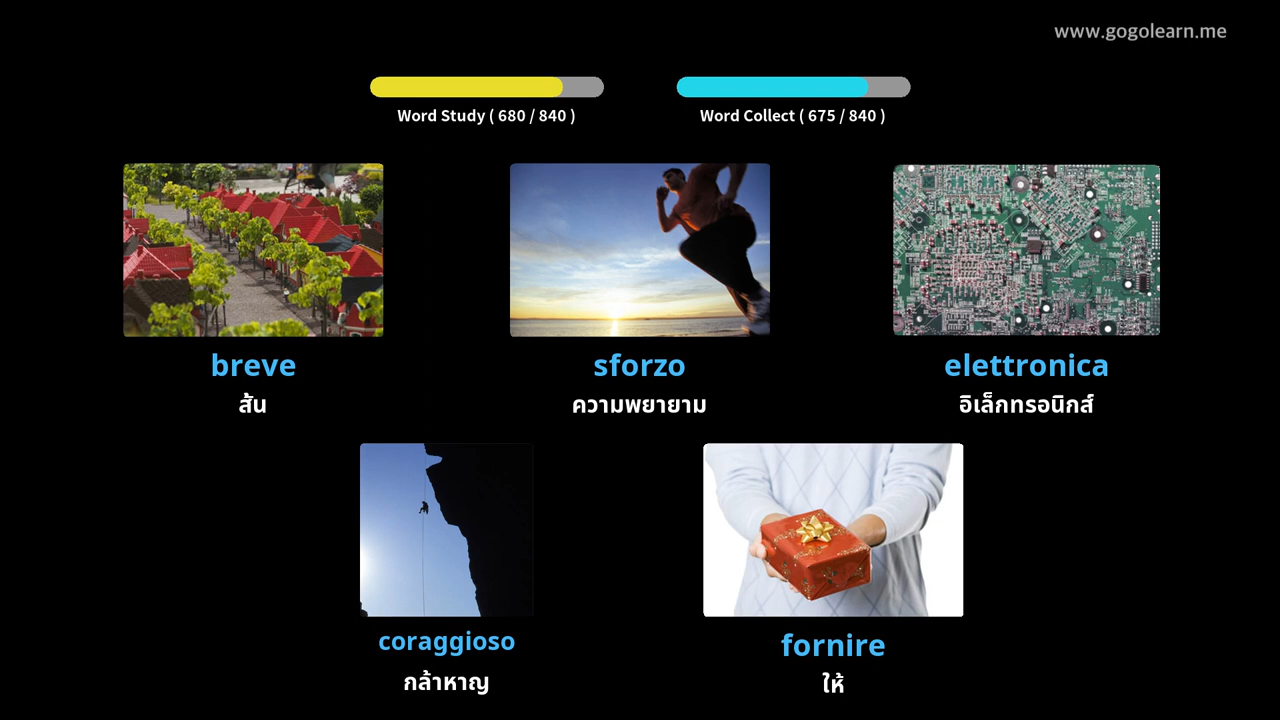 www.gogolearn.me
Word Study ( 680 / 840 )
Word Collect ( 675 / 840 )
breve
สั้น
sforzo
ความพยายาม
elettronica
อิเล็กทรอนิกส์
coraggioso
กล้าหาญ
fornire
ให้